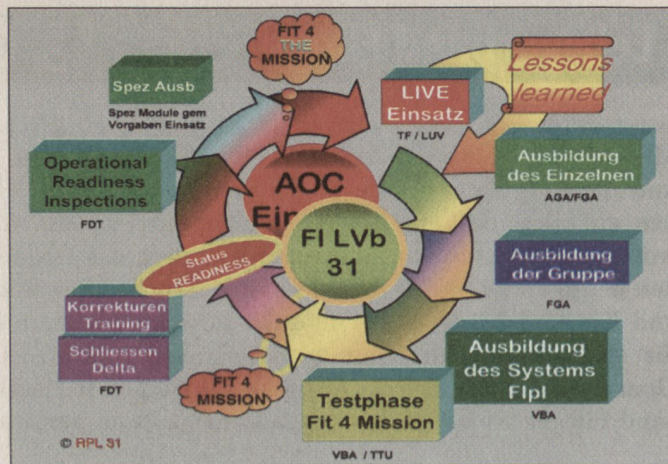 FIT 4
THE
MISSION
Lessons
learned
Spez Ausb
Spez Module gem
Vorgaben Einsatz
LIVE
Einsatz
TF / LUV
Operational
Readiness
Inspections
FDT
Ausbildung
des Einzelnen
AGA/FGA
AOC
FI LVb
31
Status
READINESS
Ausbildung
der Gruppe
FGA
Korrekturen
Training
Schliessen
Delta
FDT
FIT 4
MISSION
Testphase
Fit 4 Mission
VBA / TTU
Ausbildung
des Systems
Flpl
VBA
© RPL 31